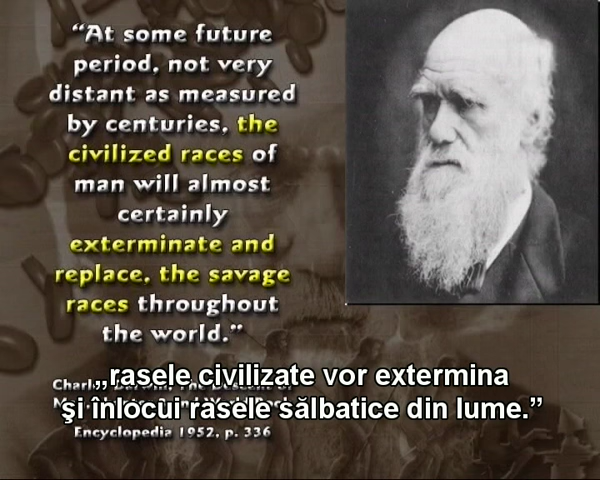 “At some future
period, not very
distant as measured
by centuries, the
civilized races of
man will almost
certainly
exterminate and
replace, the savage
races throughout
the world.”
„rasele civilizate vor extermina
şi înlocui rasele sălbatice din lume.”
Encyclopedia 1952, p. 336